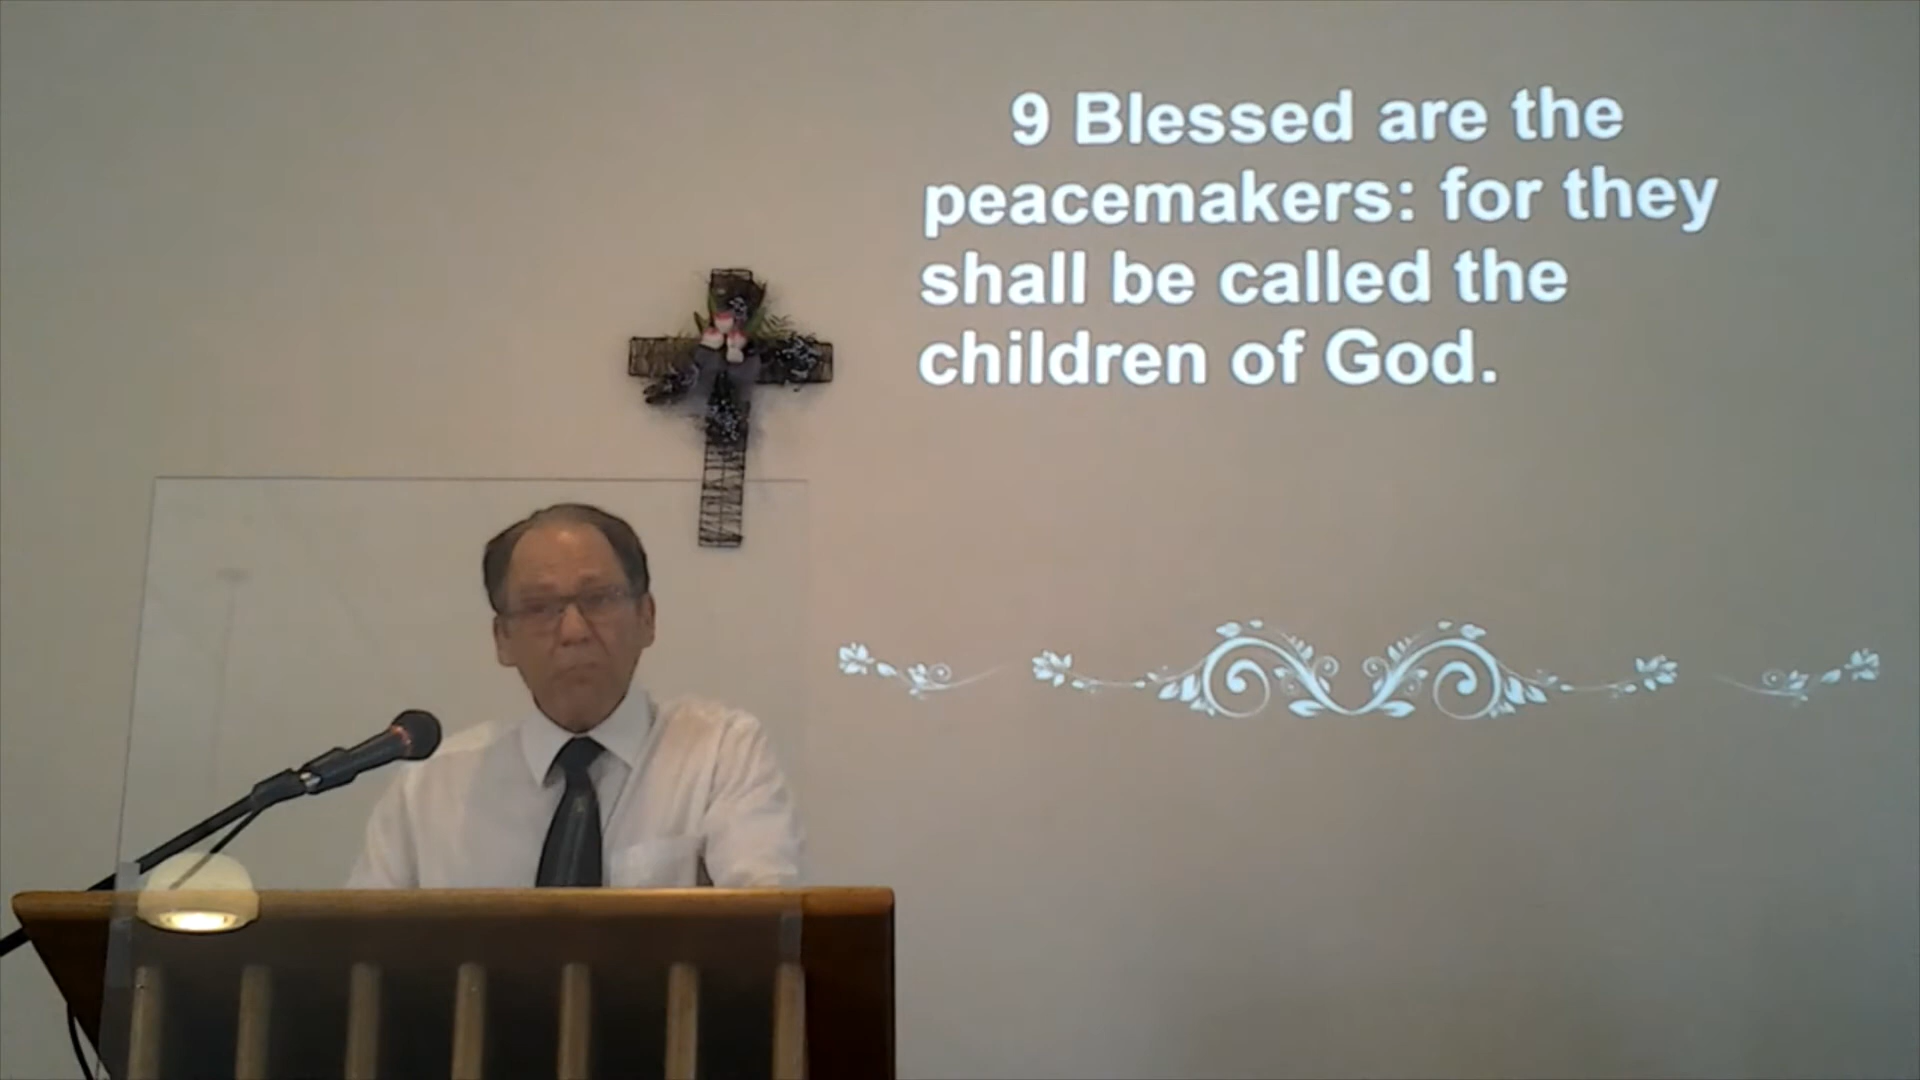 9 Blessed are the
peacemakers: for they
shall be called the
children of God.